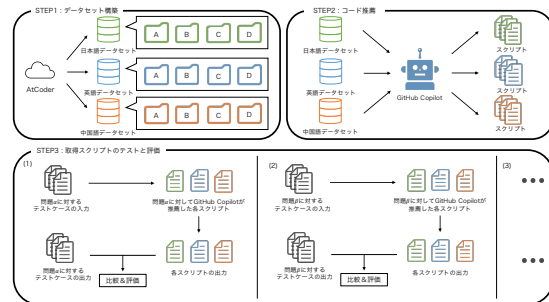 STEP1：データセット構築
AtCoder
日本語データセット
A B C D
英語データセット
A B C D
中国語データセット
A B C D
STEP2：コード推薦
日本語データセット
英語データセット
中国語データセット
GitHub Copilot
スクリプト
スクリプト
スクリプト
STEP3：取得スクリプトのテストと評価
(1)
問題αに対する
テストケースの入力
問題αに対してGitHub Copilotが
推薦した各スクリプト
問題αに対する
テストケースの出力
各スクリプトの出力
比較＆評価
(2)
問題βに対する
テストケースの入力
問題βに対してGitHub Copilotが
推薦した各スクリプト
問題βに対する
テストケースの出力
各スクリプトの出力
比較＆評価
(3)